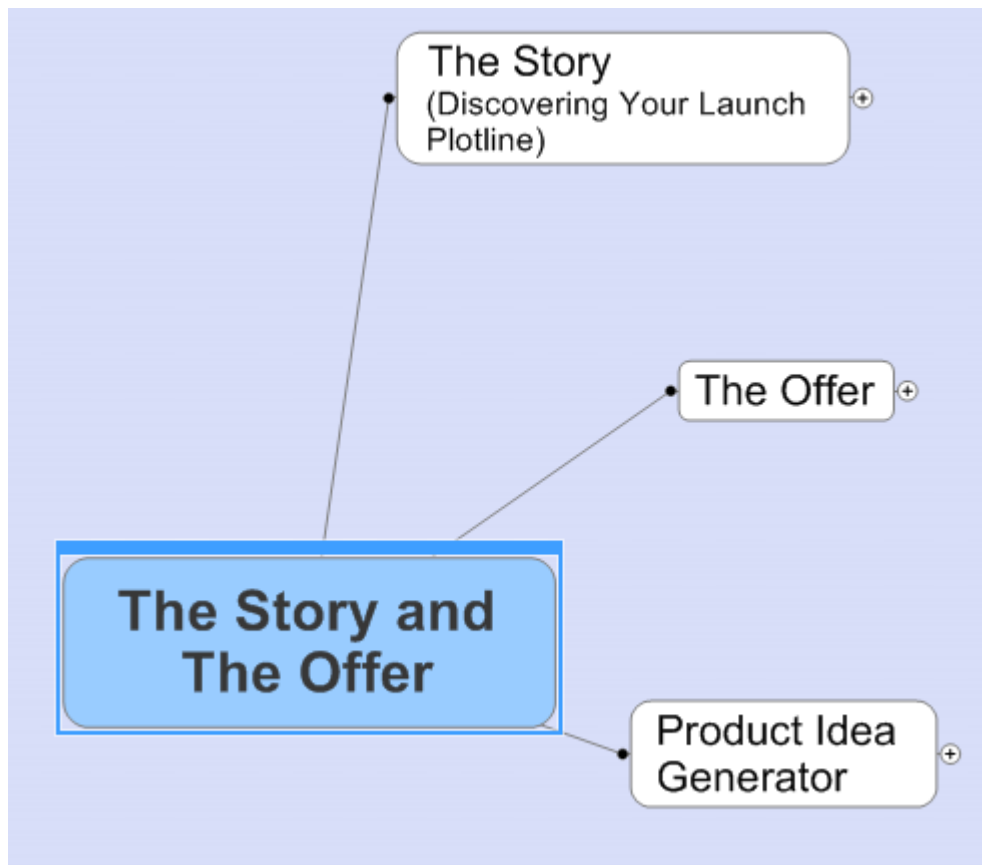 The Story
(Discovering Your Launch
Plotline)
The Offer
The Story and
The Offer
Product Idea
Generator